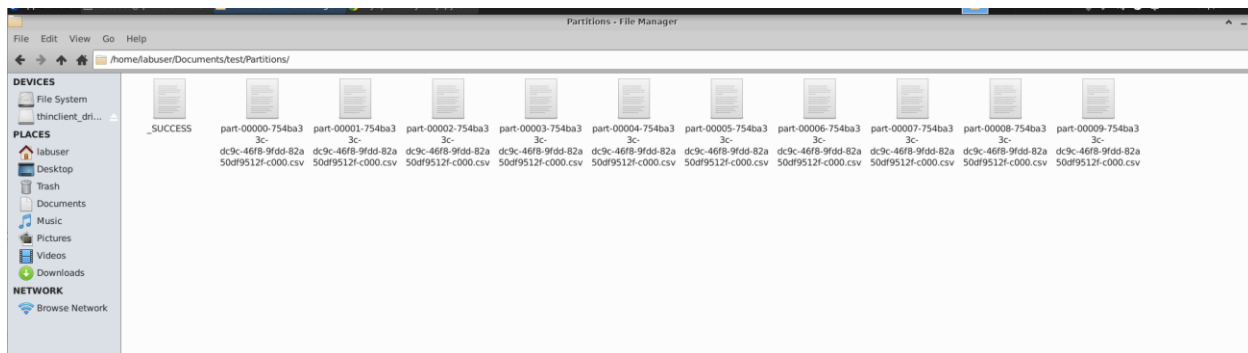 Partitions - File Manager
File Edit View Go Help
/home/labuser/Documents/test/Partitions/
DEVICES
File System
thinclient_dri...
PLACES
labuser
Desktop
Trash
Documents
Music
Pictures
Videos
Downloads
NETWORK
Browse Network
_SUCCESS part-00000-754ba3 part-00001-754ba3 part-00002-754ba3 part-00003-754ba3 part-00004-754ba3 part-00005-754ba3 part-00006-754ba3 part-00007-754ba3 part-00008-754ba3 part-00009-754ba3
3c- 3c- 3c- 3c- 3c- 3c- 3c- 3c- 3c- 3c-
dc9c-46f8-9fdd-82a dc9c-46f8-9fdd-82a dc9c-46f8-9fdd-82a dc9c-46f8-9fdd-82a dc9c-46f8-9fdd-82a dc9c-46f8-9fdd-82a dc9c-46f8-9fdd-82a dc9c-46f8-9fdd-82a dc9c-46f8-9fdd-82a dc9c-46f8-9fdd-82a
50df9512f-c000.csv 50df9512f-c000.csv 50df9512f-c000.csv 50df9512f-c000.csv 50df9512f-c000.csv 50df9512f-c000.csv 50df9512f-c000.csv 50df9512f-c000.csv 50df9512f-c000.csv 50df9512f-c000.csv